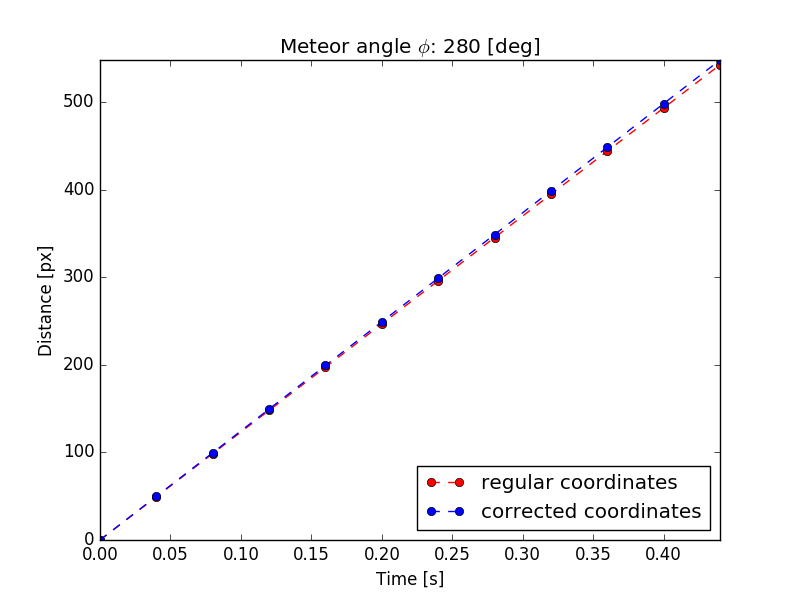 Meteor angle ϕ: 280 [deg]
500
400
300
200
100
0
Distance [px]
regular coordinates
corrected coordinates
0.00 0.05 0.10 0.15 0.20 0.25 0.30 0.35 0.40
Time [s]